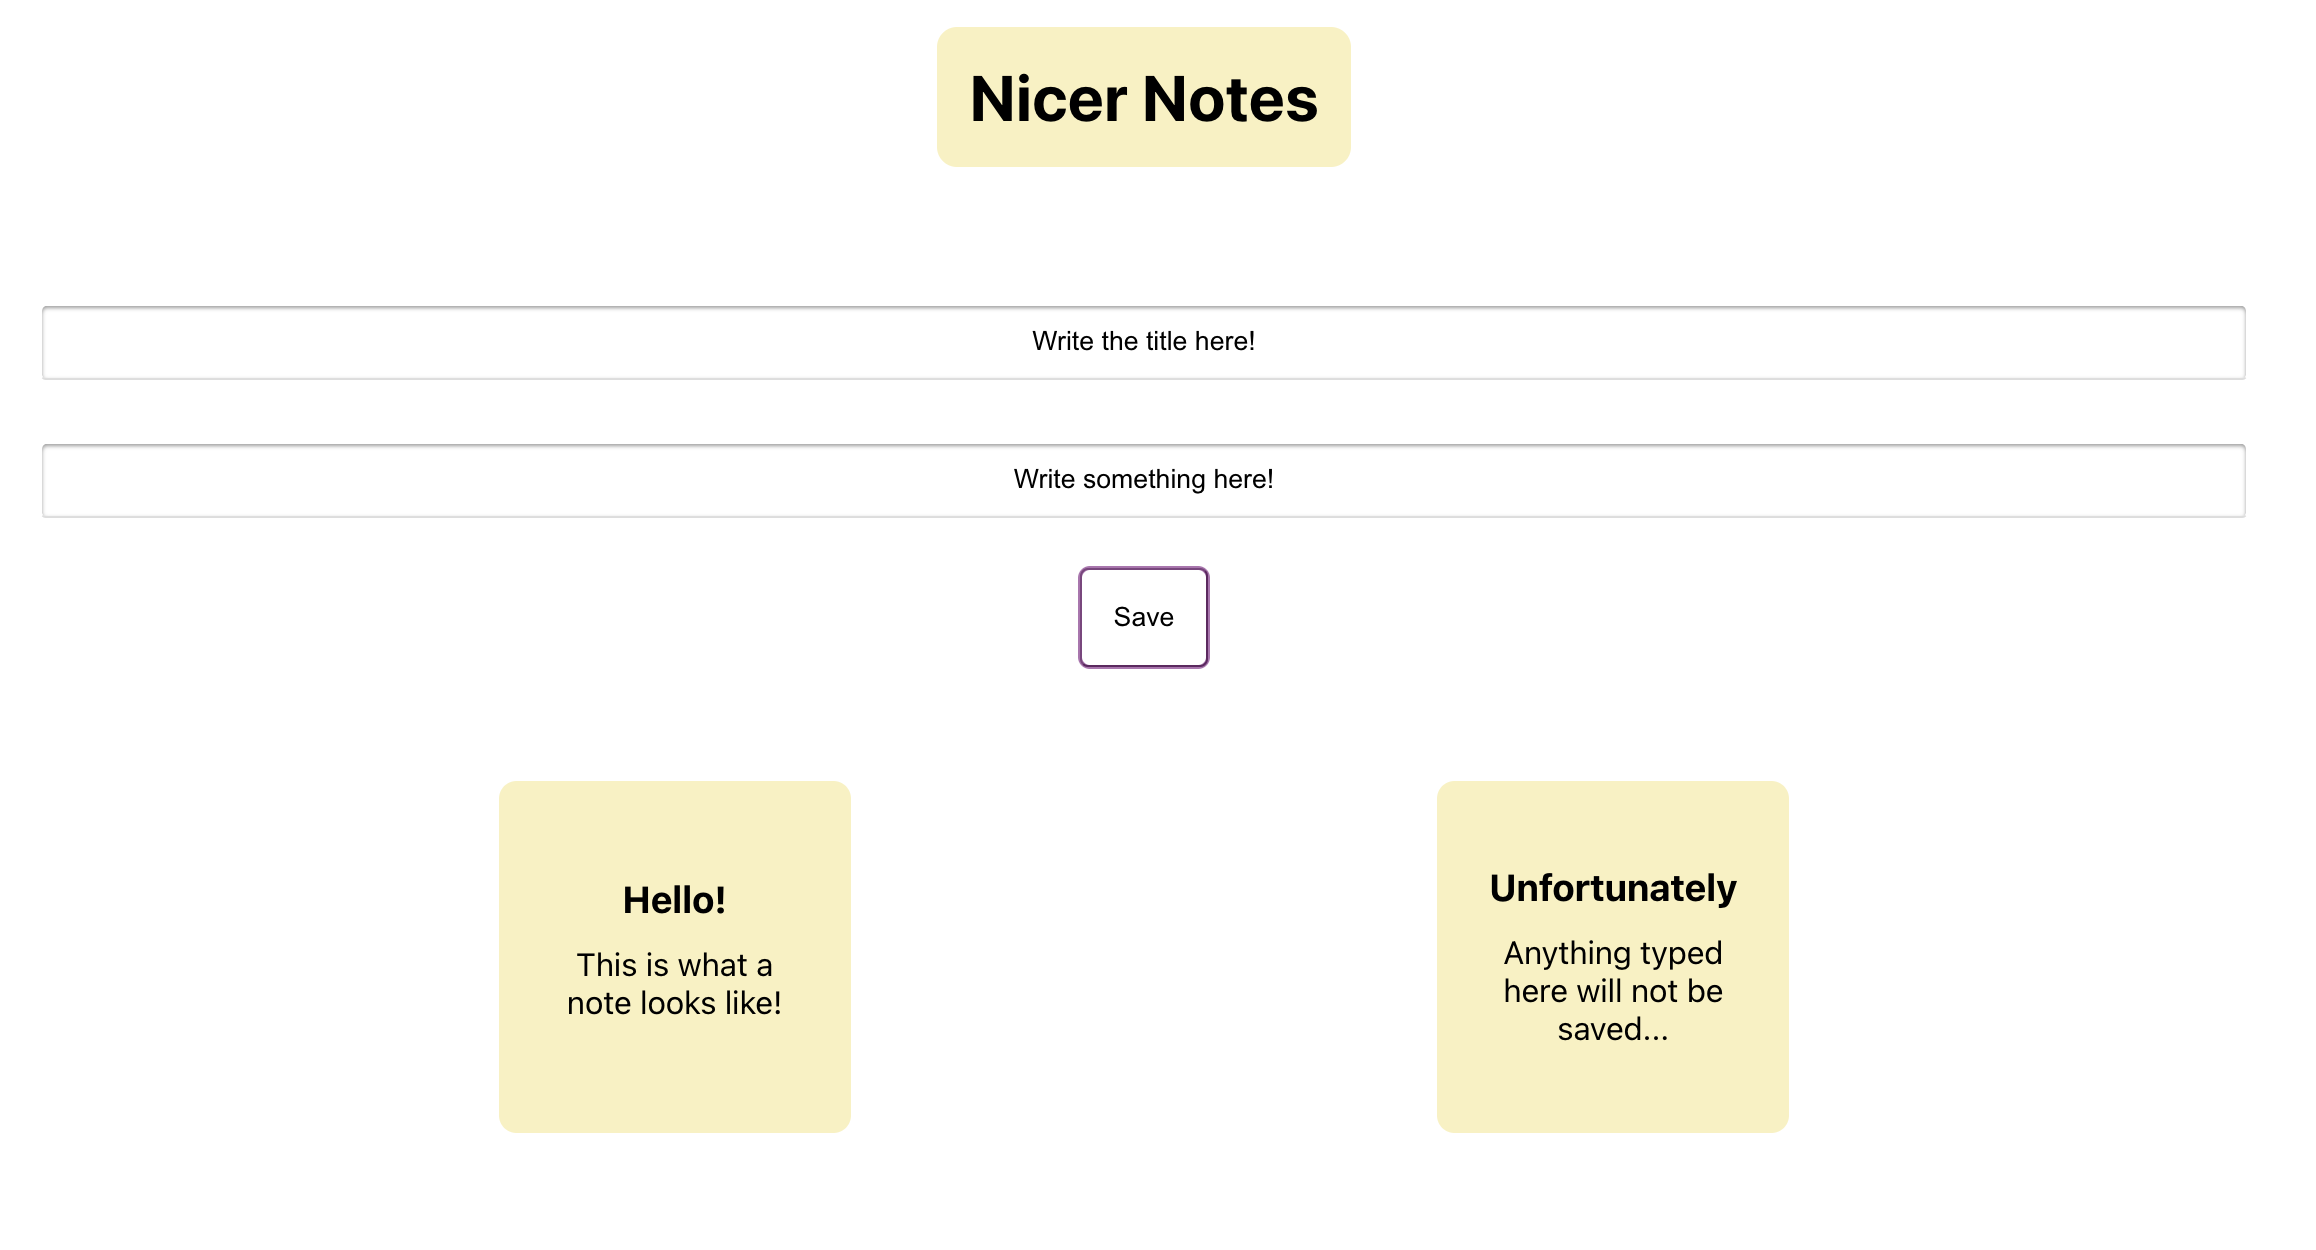 Nicer Notes
Write the title here!
Write something here!
Save
Hello!
This is what a
note looks like!
Unfortunately
Anything typed
here will not be
saved...